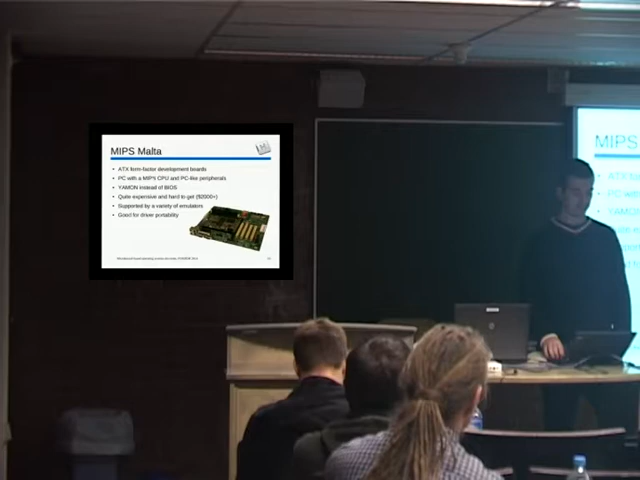 MIPS Malta
• ATX form-factor development boards
• PC with a MIPS CPU and PC-like peripherals
• YAMON instead of BIOS
• Quite expensive and hard to get ($2000+)
• Supported by a variety of emulators
• Good for driver portability
MIPS